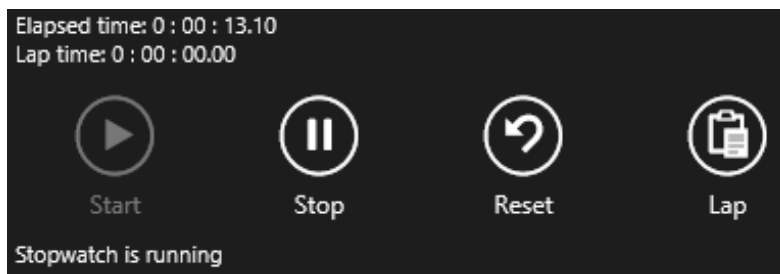 Elapsed time: 0 : 00 : 13.10
Lap time: 0 : 00 : 00.00
Start Stop Reset Lap
Stopwatch is running